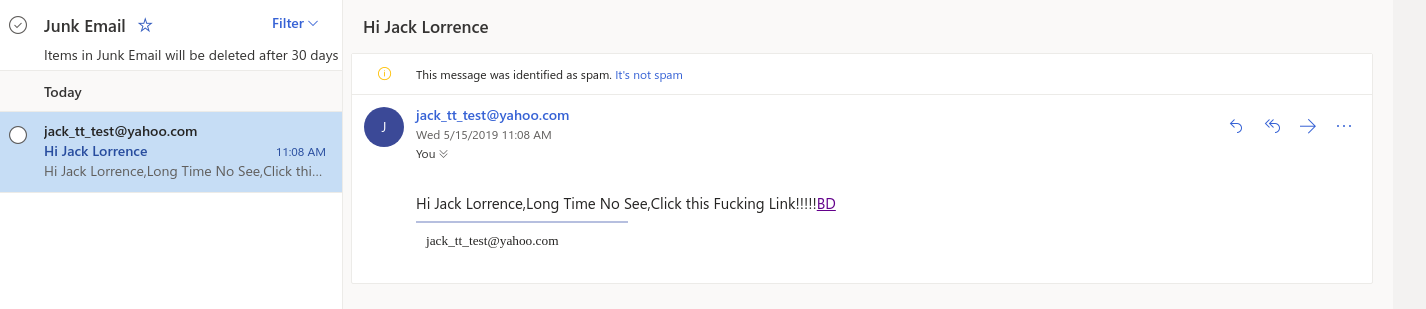 Junk Email
Filter
Items in Junk Email will be deleted after 30 days
Today
jack_tt_test@yahoo.com
Hi Jack Lorrence
11:08 AM
Hi Jack Lorrence,Long Time No See,Click thi...
Hi Jack Lorrence
This message was identified as spam. It's not spam
J
jack_tt_test@yahoo.com
Wed 5/15/2019 11:08 AM
You
Hi Jack Lorrence,Long Time No See,Click this Fucking Link!!!!!BD
jack_tt_test@yahoo.com